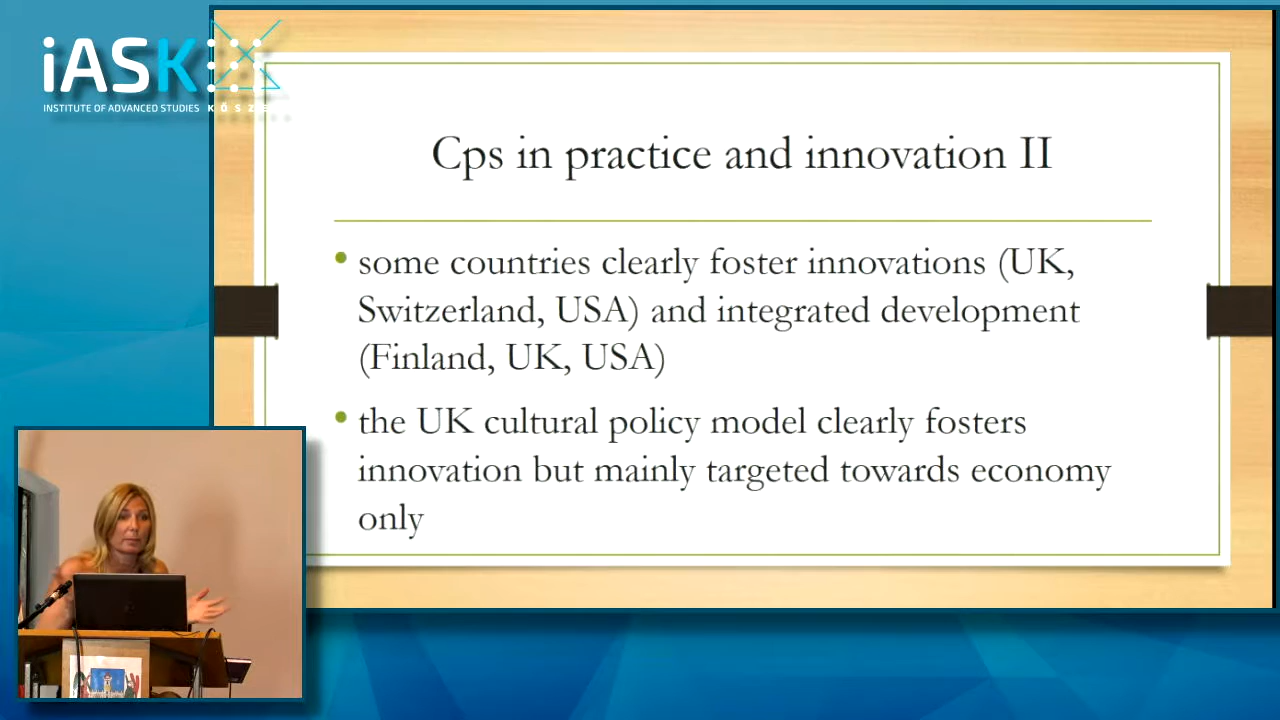 iASK
INSTITUTE OF ADVANCED STUDIES KŐSZEG
Cps in practice and innovation II
• some countries clearly foster innovations (UK,
Switzerland, USA) and integrated development
(Finland, UK, USA)
• the UK cultural policy model clearly fosters
innovation but mainly targeted towards economy
only